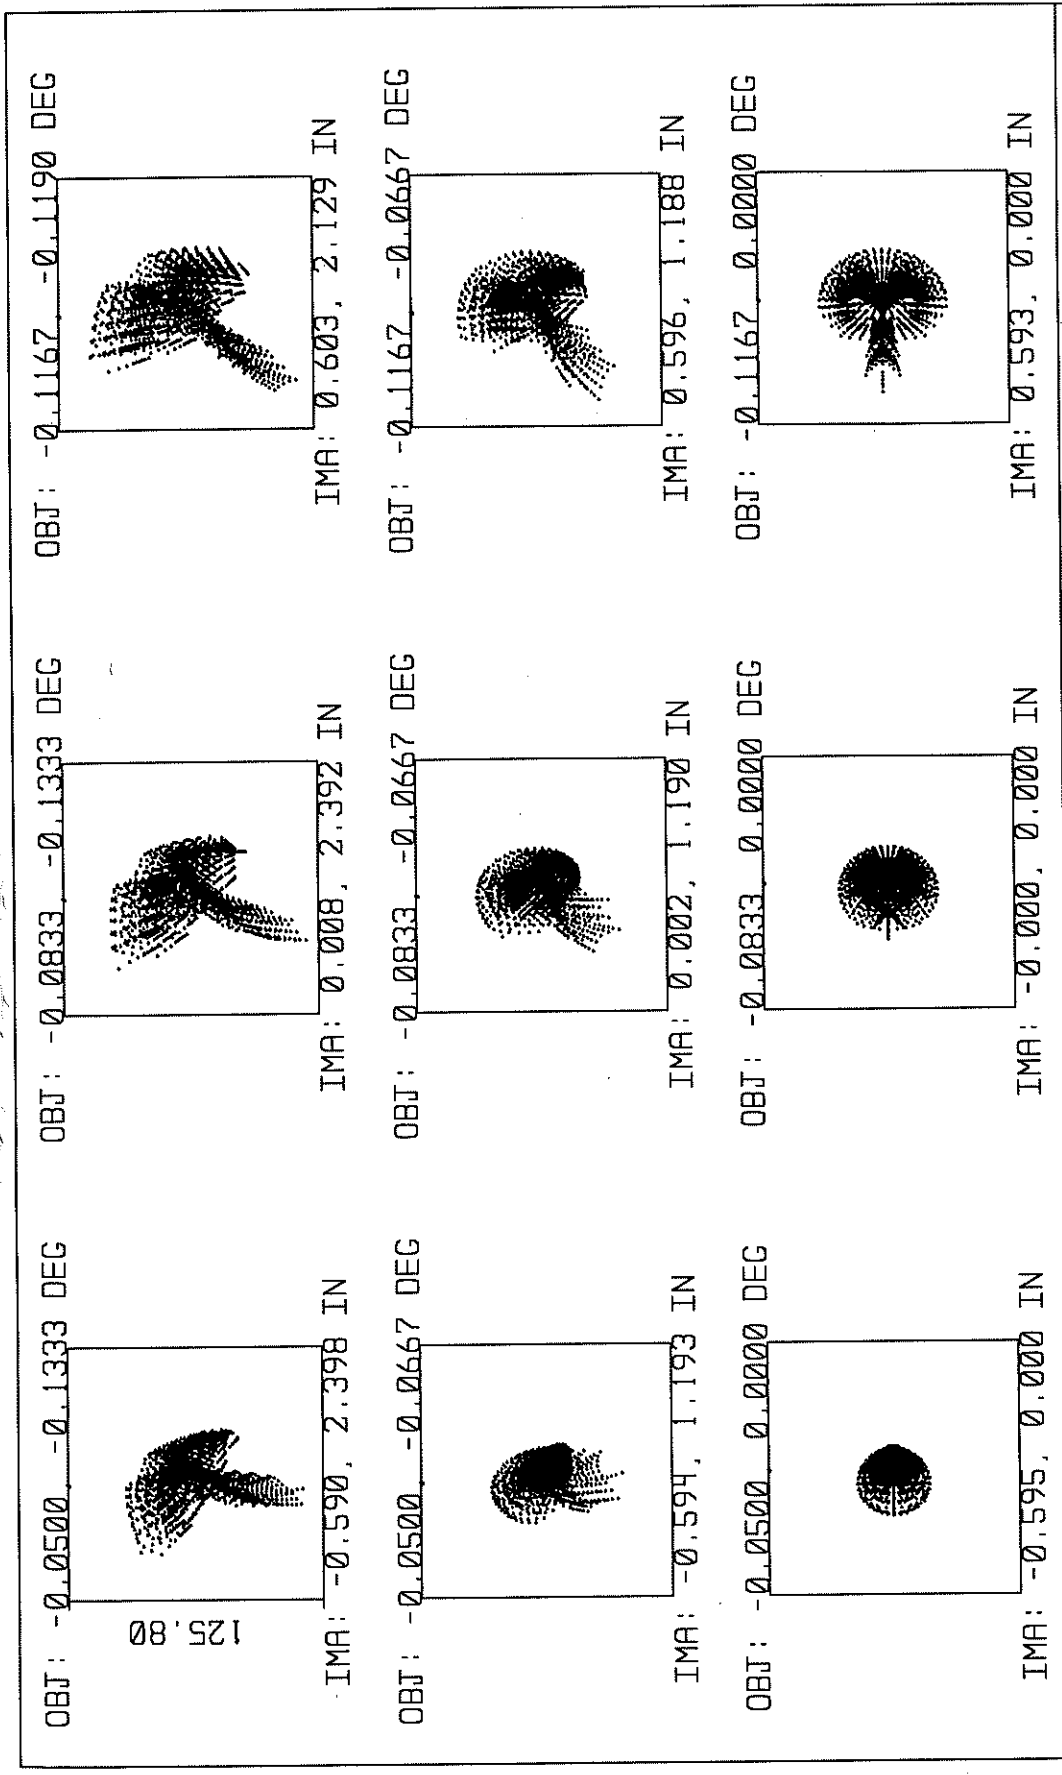 OBJ: -0.0500 -0.1333 DEG
125.80
IMA: -0.590, 2.398 IN
OBJ: -0.0500 -0.0667 DEG
IMA: -0.594, 1.193 IN
OBJ: -0.0500 0.0000 DEG
IMA: -0.595, 0.000 IN
OBJ: -0.0833 -0.1333 DEG
IMA: 0.008, 2.392 IN
OBJ: -0.0833 -0.0667 DEG
IMA: 0.002, 1.190 IN
OBJ: -0.0833 0.0000 DEG
IMA: -0.000, 0.000 IN
OBJ: -0.1167 -0.1190 DEG
IMA: 0.603, 2.129 IN
OBJ: -0.1167 -0.0667 DEG
IMA: 0.596, 1.188 IN
OBJ: -0.1167 0.0000 DEG
IMA: 0.593, 0.000 IN